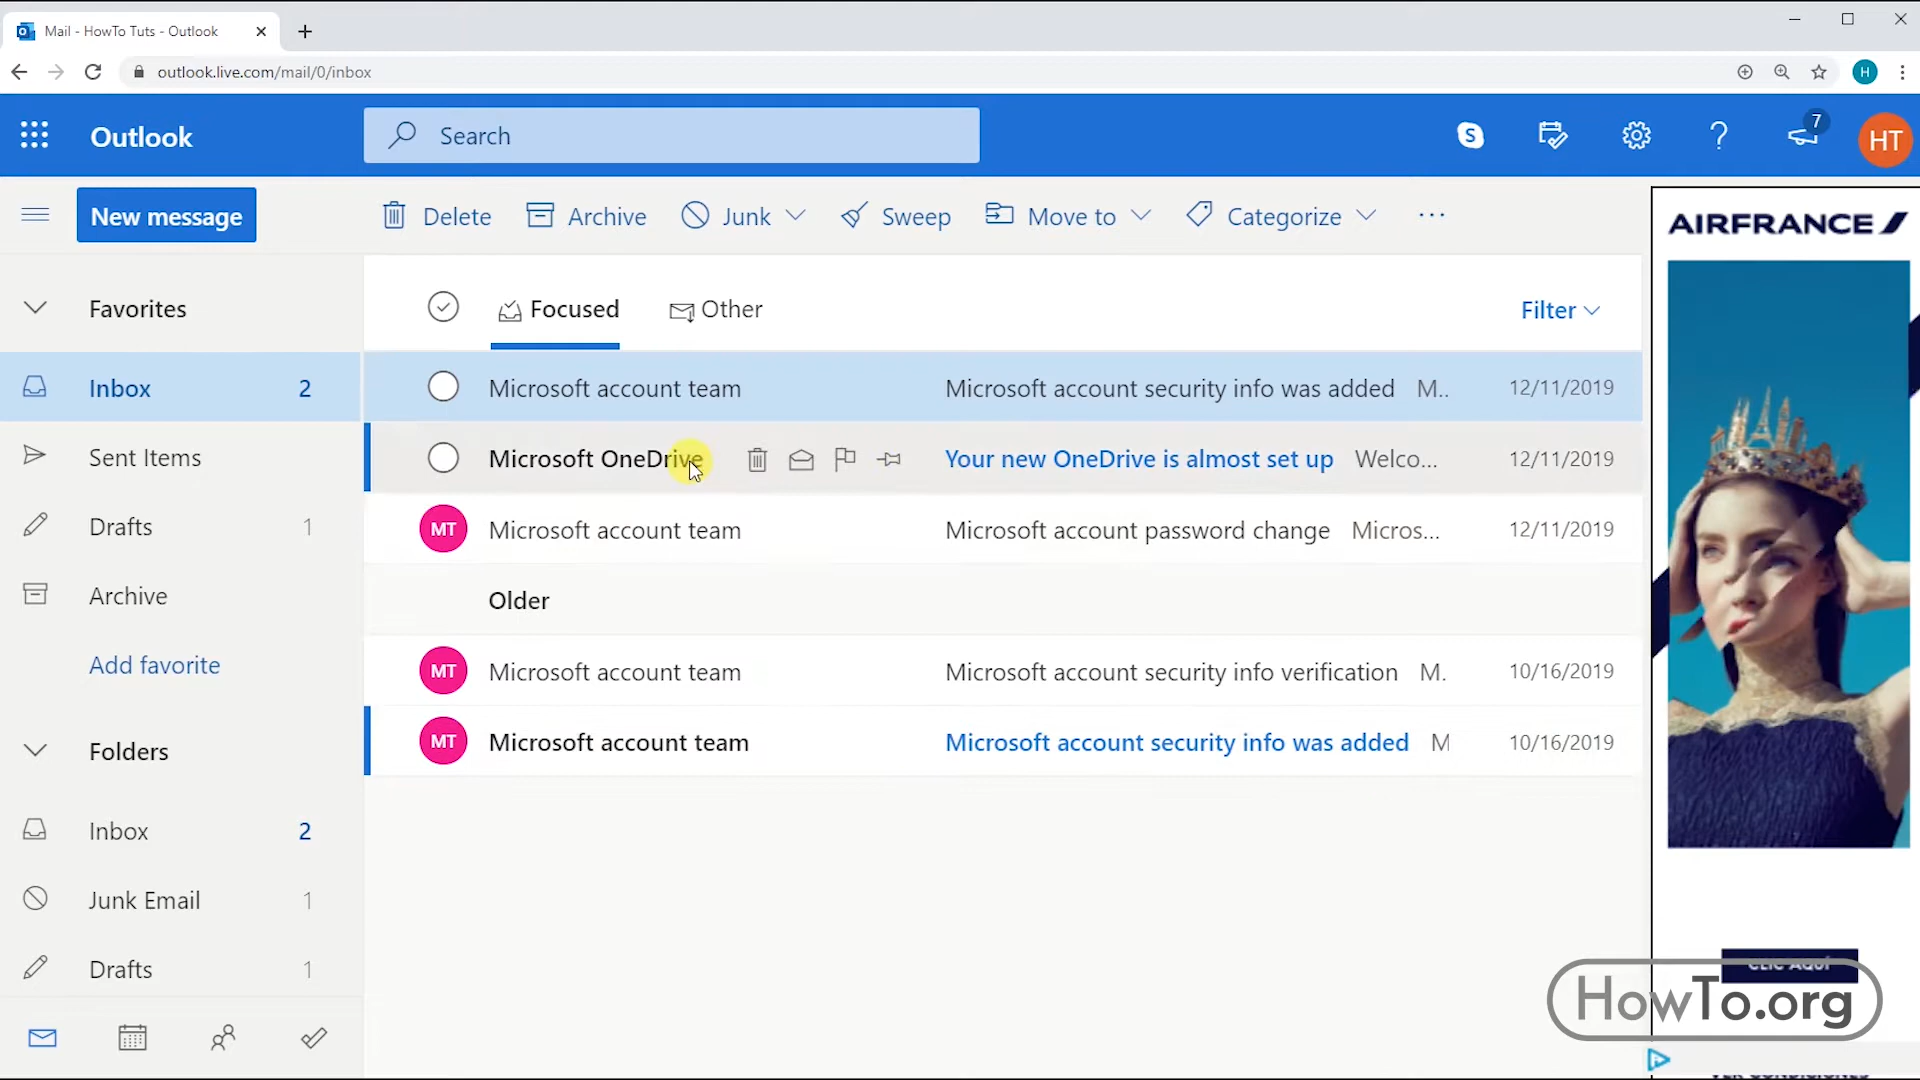 Mail - HowTo Tuts - Outlook
outlook.live.com/mail/0/inbox
H
Outlook
Search
7
HT
New message
Delete
Archive
Junk
Sweep
Move to
Categorize
...
AIRFRANCE
Favorites
Focused
Other
Filter
Inbox 2
Microsoft account team Microsoft account security info was added M.. 12/11/2019
Sent Items
Microsoft OneDrive Your new OneDrive is almost set up Welco... 12/11/2019
Drafts 1
MT Microsoft account team Microsoft account password change Micros... 12/11/2019
Archive
Older
Add favorite
MT Microsoft account team Microsoft account security info verification M. 10/16/2019
Folders
MT Microsoft account team Microsoft account security info was added M 10/16/2019
Inbox 2
Junk Email 1
Drafts 1
CLIC AQUÍ
HowTo.org
VER CONDICIONES